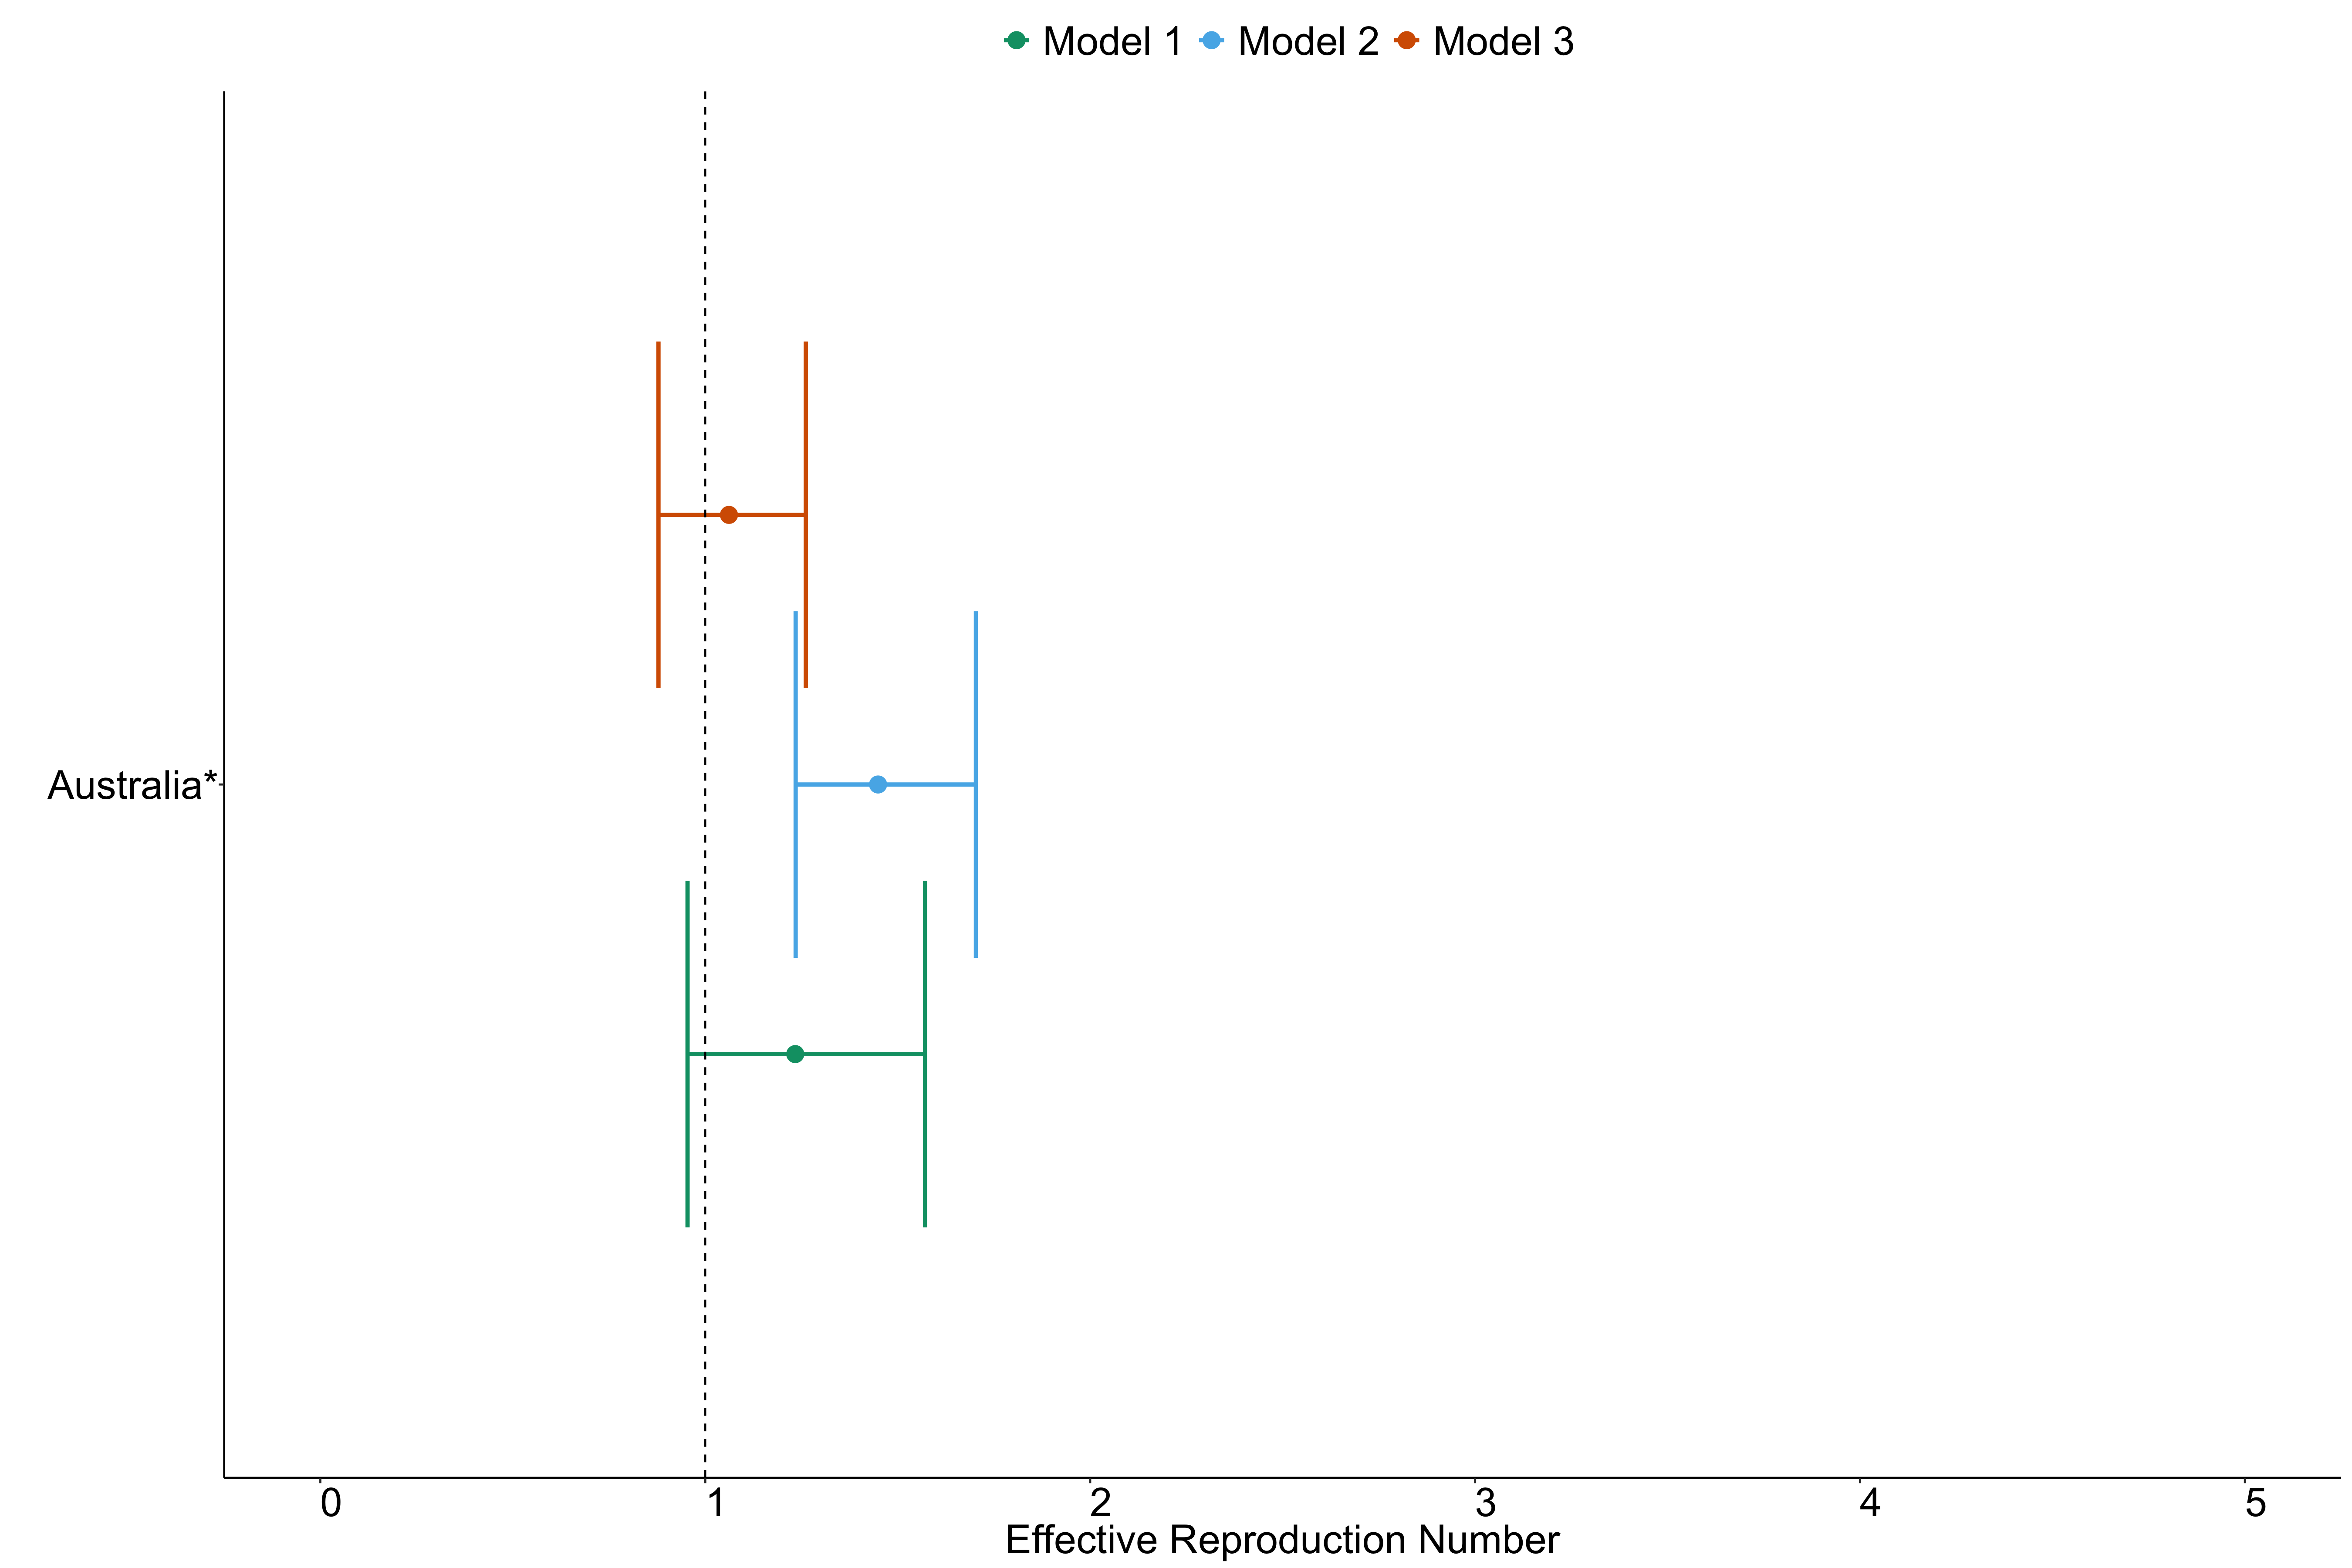 Model 1 Model 2 Model 3
Australia*
0 1 2 3 4 5
Effective Reproduction Number